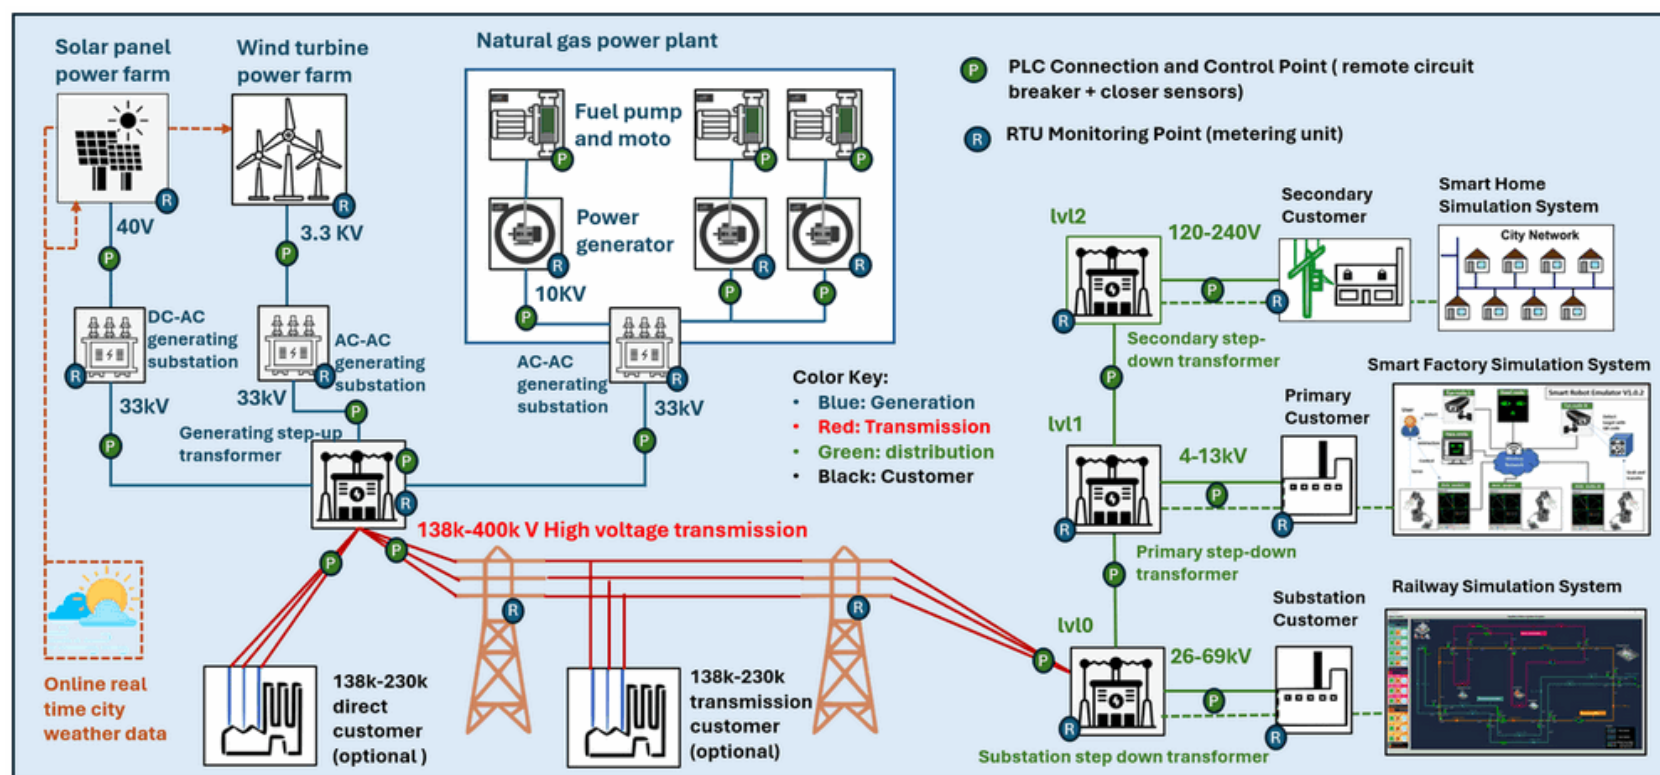 Solar panel
power farm
Wind turbine
power farm
Natural gas power plant
Fuel pump
and moto
P
P
P
Power
generator
R
R
R
10KV
P
P
P
R
R
40V
3.3 KV
P
P
DC-AC
generating
substation
R
AC-AC
generating
substation
R
AC-AC
generating
substation
R
33kV
33kV
33kV
P
P
P
Generating step-up
transformer
P
R
138k-400k V High voltage transmission
P
P
R
R
Online real
time city
weather data
138k-230k
direct
customer
(optional )
138k-230k
transmission
customer
(optional)
Color Key:
• Blue: Generation
• Red: Transmission
• Green: distribution
• Black: Customer
P PLC Connection and Control Point ( remote circuit
breaker + closer sensors)
R RTU Monitoring Point (metering unit)
lvl2
120-240V
P
R
R
Secondary
Customer
Smart Home
Simulation System
City Network
Secondary step-
down transformer
P
lvl1
4-13kV
P
R
R
Primary
Customer
Smart Factory Simulation System
Smart Robot Emulator V1.0.2
Primary step-down
transformer
P
lvl0
26-69kV
P
P
R
R
Substation
Customer
Railway Simulation System
Substation step down transformer